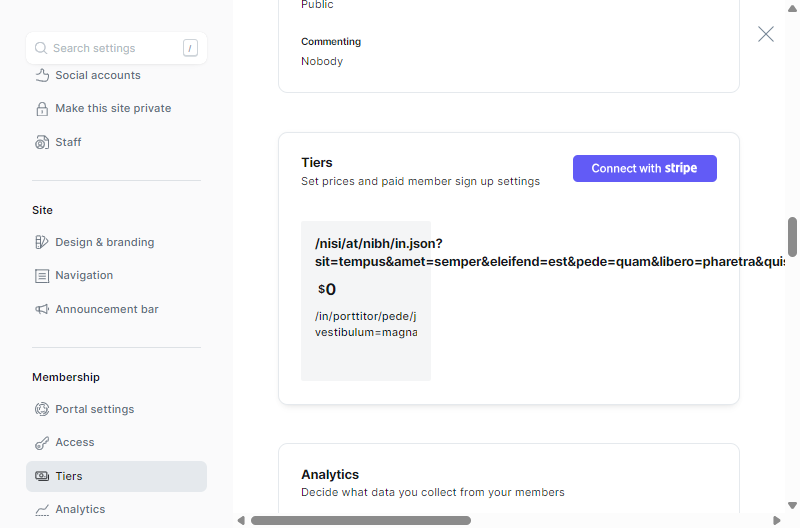 Search settings
/
Social accounts
Make this site private
Staff
Site
Design & branding
Navigation
Announcement bar
Membership
Portal settings
Access
Tiers
Analytics
Public
Commenting
Nobody
Tiers
Set prices and paid member sign up settings
Connect with stripe
/nisi/at/nibh/in.json?
sit=tempus&amet=semper&eleifend=est&pede=quam&libero=pharetra&quis
$0
/in/porttitor/pede/j
vestibulum=magna
Analytics
Decide what data you collect from your members